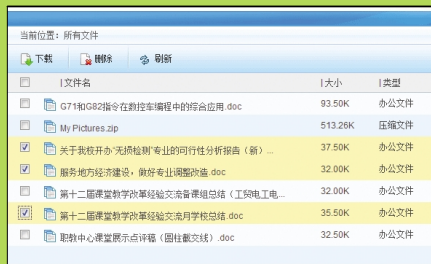 当前位置：所有文件
下载 删除 刷新
文件名 大小 类型
G71和G82指令在数控车编程中的综合应用.doc 93.50K 办公文件
My Pictures.zip 513.26K 压缩文件
关于我校开办“无损检测”专业的可行性分析报告（新）... 37.50K 办公文件
服务地方经济建设，做好专业调整改造.doc 32.00K 办公文件
第十二届课堂教学改革经验交流备课组总结（工贸电工电... 32.00K 办公文件
第十二届课堂教学改革经验交流月学校总结.doc 35.50K 办公文件
职教中心课堂展示点评稿（圆柱截交线）.doc 32.50K 办公文件